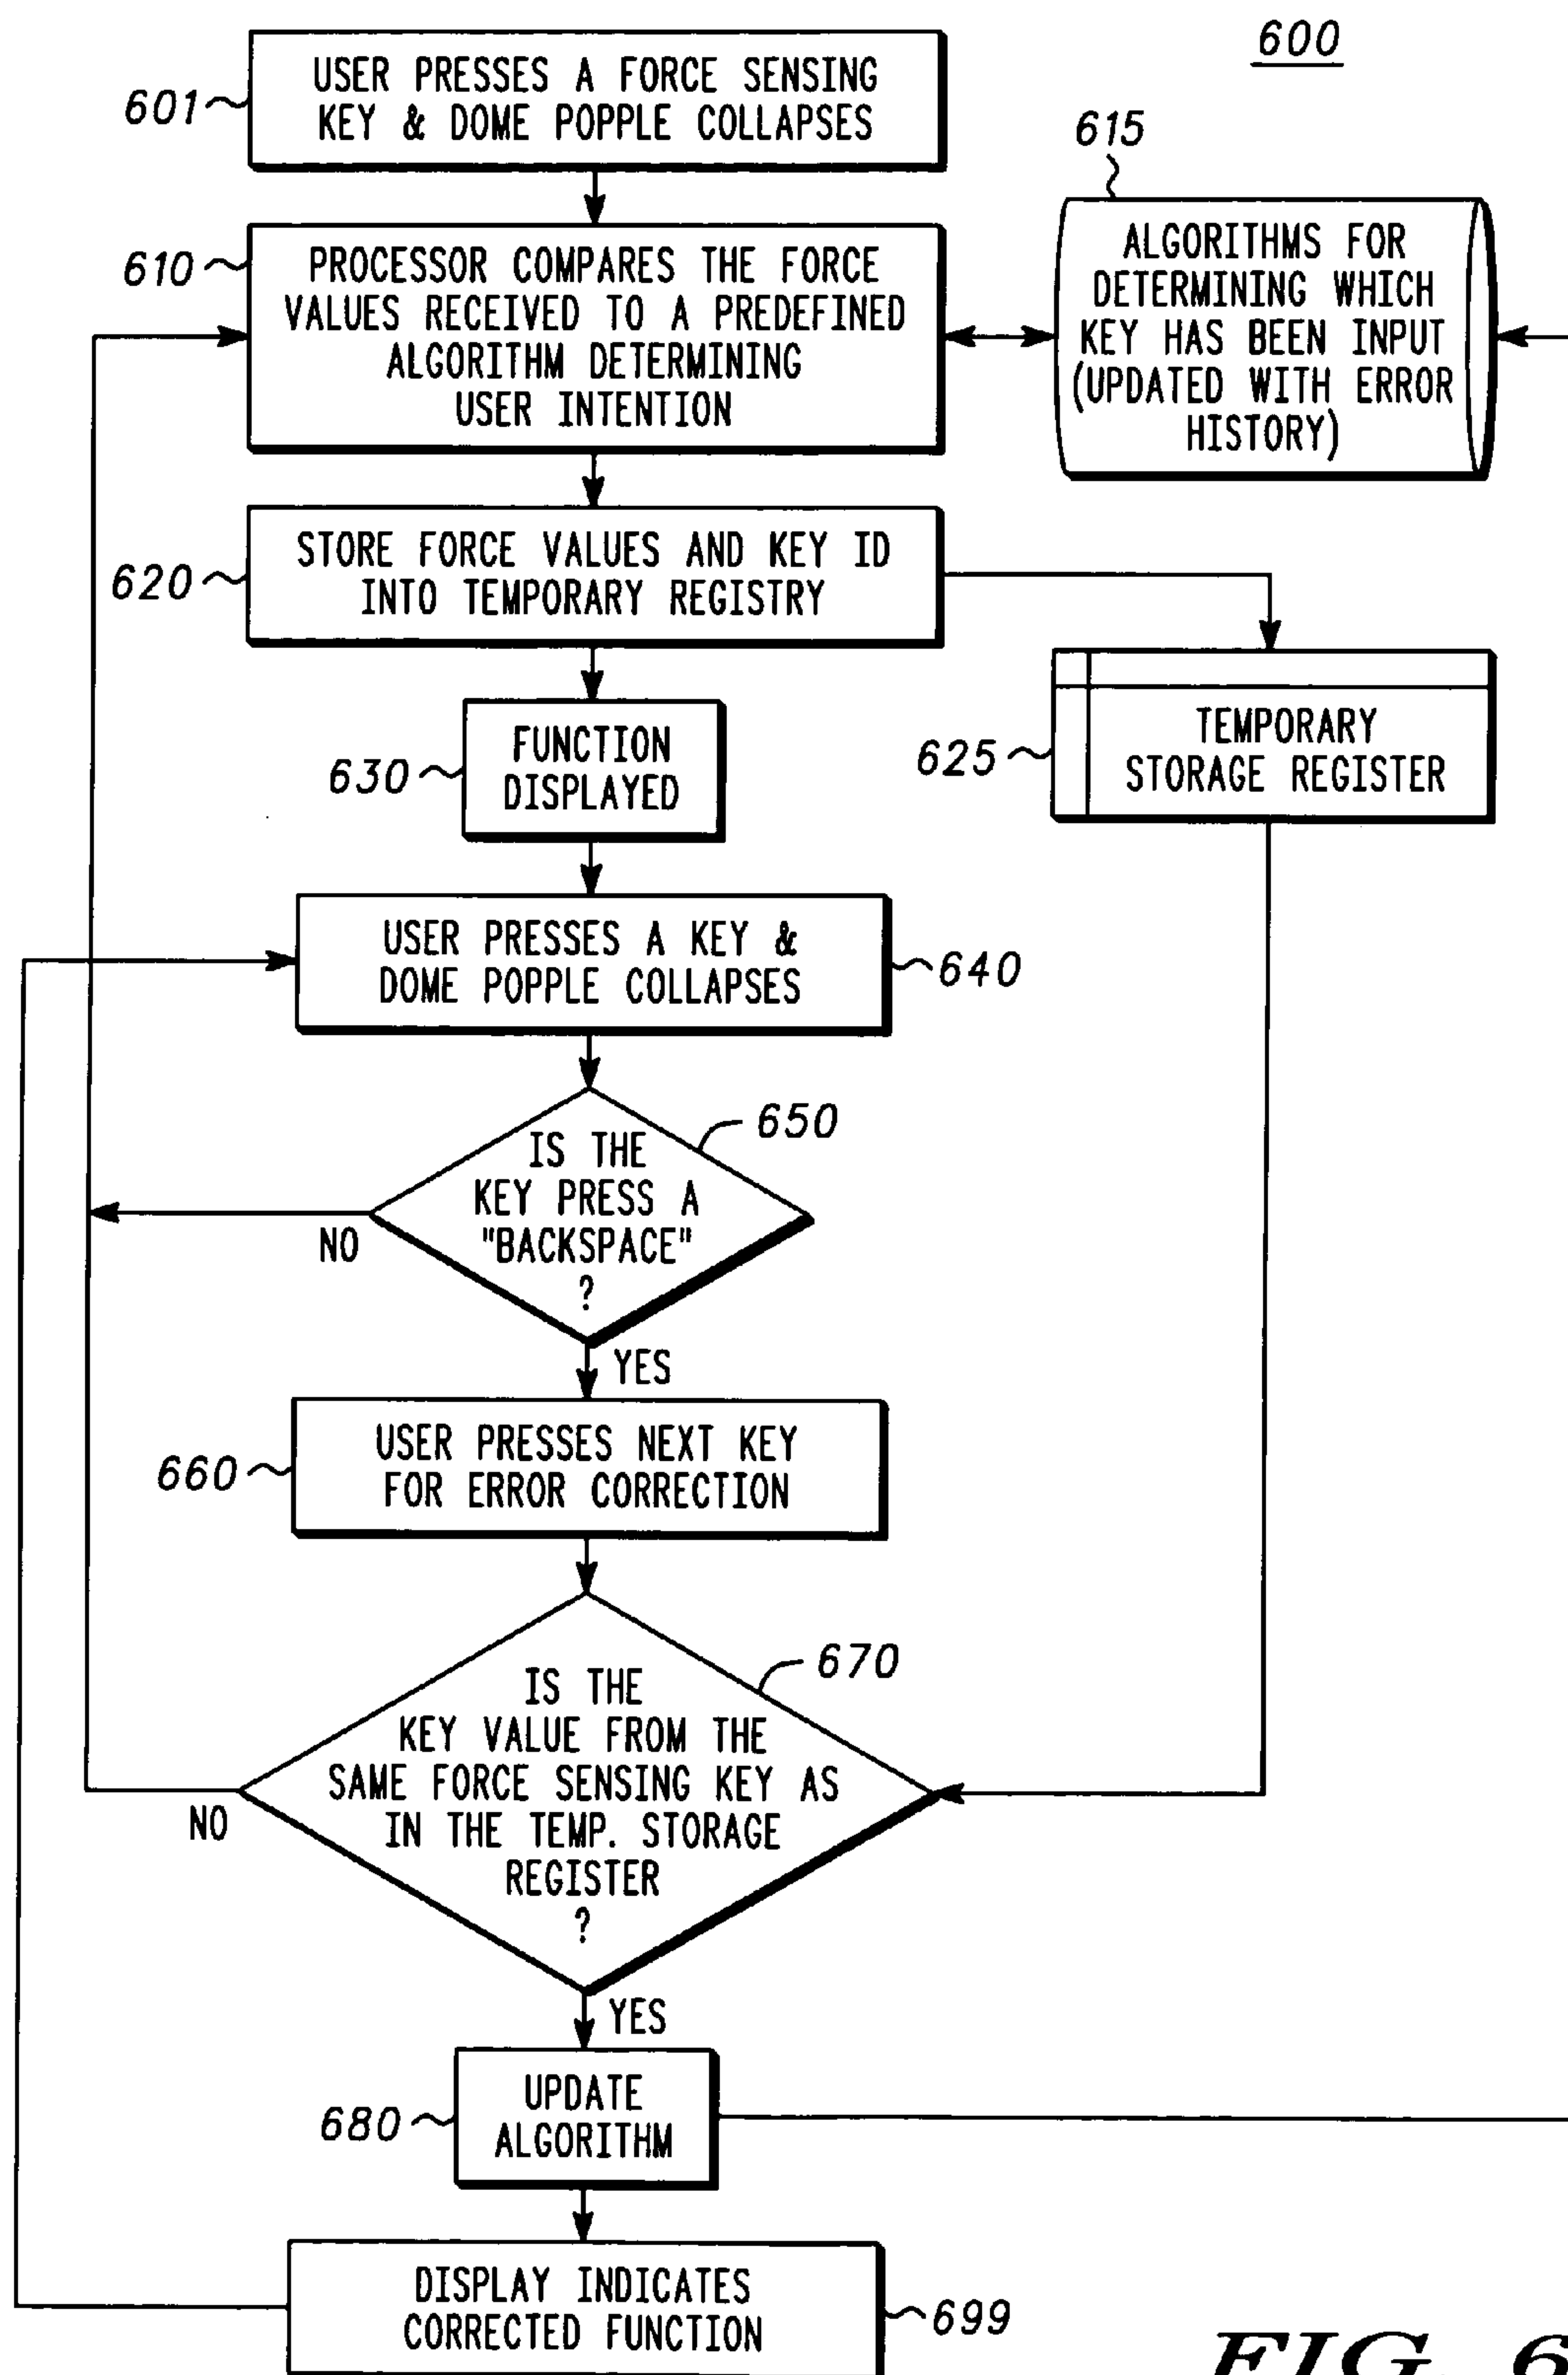 600
601
USER PRESSES A FORCE SENSING
KEY & DOME POPPLE COLLAPSES
615
610
PROCESSOR COMPARES THE FORCE
VALUES RECEIVED TO A PREDEFINED
ALGORITHM DETERMINING
USER INTENTION
ALGORITHMS FOR
DETERMINING WHICH
KEY HAS BEEN INPUT
(UPDATED WITH ERROR
HISTORY)
620
STORE FORCE VALUES AND KEY ID
INTO TEMPORARY REGISTRY
630
FUNCTION
DISPLAYED
625
TEMPORARY
STORAGE REGISTER
USER PRESSES A KEY &
DOME POPPLE COLLAPSES
640
650
IS THE
KEY PRESS A
"BACKSPACE"
?
NO
YES
660
USER PRESSES NEXT KEY
FOR ERROR CORRECTION
670
IS THE
KEY VALUE FROM THE
SAME FORCE SENSING KEY AS
IN THE TEMP. STORAGE
REGISTER
?
NO
YES
680
UPDATE
ALGORITHM
DISPLAY INDICATES
CORRECTED FUNCTION
699
FIG. 6